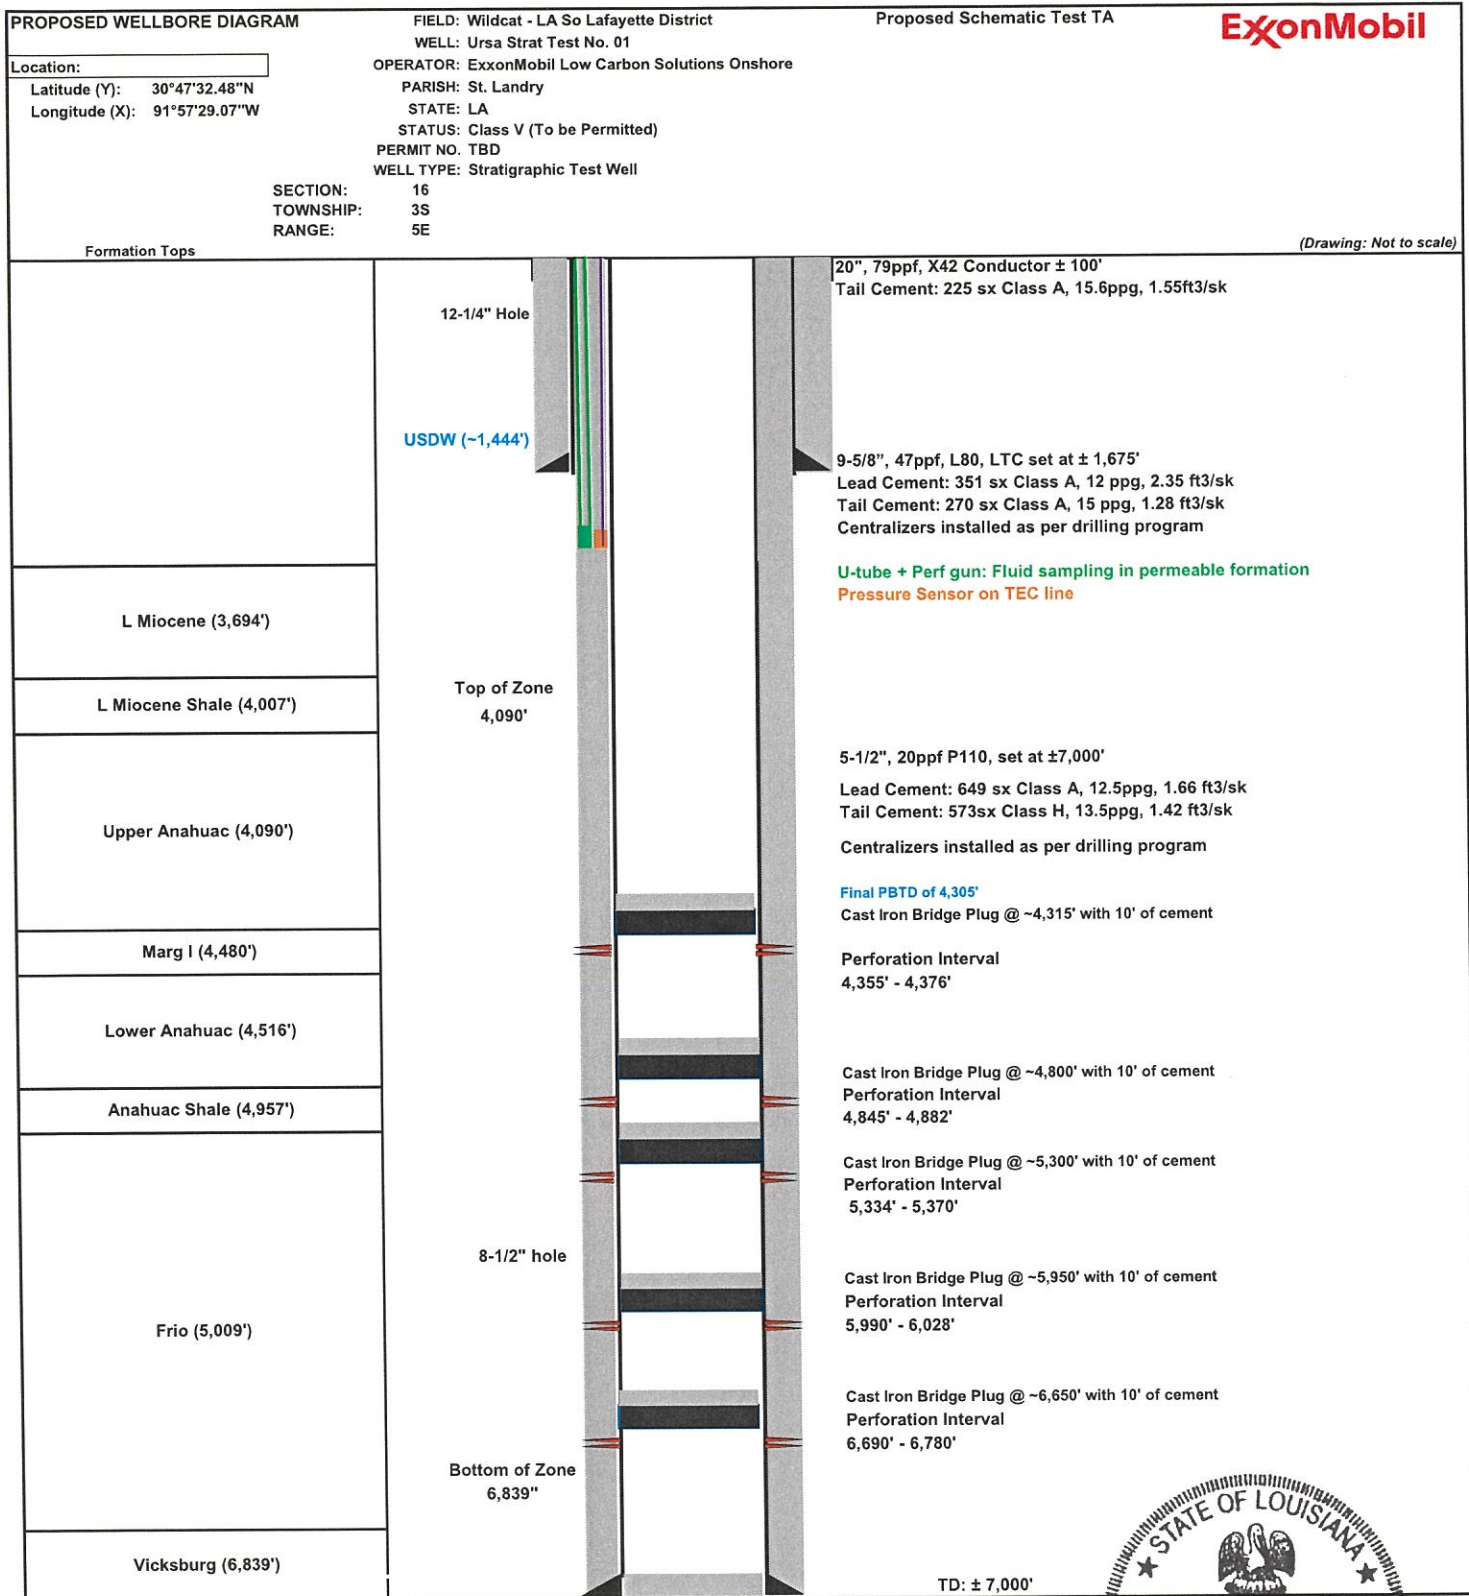 PROPOSED WELLBORE DIAGRAM
FIELD: Wildcat - LA So Lafayette District
Proposed Schematic Test TA
ExxonMobil
WELL: Ursa Strat Test No. 01
Location:
OPERATOR: ExxonMobil Low Carbon Solutions Onshore
Latitude (Y): 30°47'32.48"N
PARISH: St. Landry
Longitude (X): 91°57'29.07"W
STATE: LA
STATUS: Class V (To be Permitted)
PERMIT NO. TBD
WELL TYPE: Stratigraphic Test Well
SECTION: 16
TOWNSHIP: 3S
RANGE: 5E
Formation Tops
(Drawing: Not to scale)
20", 79ppf, X42 Conductor ± 100'
Tail Cement: 225 sx Class A, 15.6ppg, 1.55ft3/sk
12-1/4" Hole
USDW (~1,444')
9-5/8", 47ppf, L80, LTC set at ± 1,675'
Lead Cement: 351 sx Class A, 12 ppg, 2.35 ft3/sk
Tail Cement: 270 sx Class A, 15 ppg, 1.28 ft3/sk
Centralizers installed as per drilling program
U-tube + Perf gun: Fluid sampling in permeable formation
Pressure Sensor on TEC line
L Miocene (3,694')
L Miocene Shale (4,007')
Top of Zone
4,090'
5-1/2", 20ppf P110, set at ±7,000'
Lead Cement: 649 sx Class A, 12.5ppg, 1.66 ft3/sk
Tail Cement: 573sx Class H, 13.5ppg, 1.42 ft3/sk
Upper Anahuac (4,090')
Centralizers installed as per drilling program
Final PBTD of 4,305'
Cast Iron Bridge Plug @ ~4,315' with 10' of cement
Marg I (4,480')
Perforation Interval
4,355' - 4,376'
Lower Anahuac (4,516')
Cast Iron Bridge Plug @ ~4,800' with 10' of cement
Perforation Interval
4,845' - 4,882'
Anahuac Shale (4,957')
Cast Iron Bridge Plug @ ~5,300' with 10' of cement
Perforation Interval
5,334' - 5,370'
8-1/2" hole
Cast Iron Bridge Plug @ ~5,950' with 10' of cement
Perforation Interval
5,990' - 6,028'
Frio (5,009')
Cast Iron Bridge Plug @ ~6,650' with 10' of cement
Perforation Interval
6,690' - 6,780'
Bottom of Zone
6,839"
STATE OF LOUISIANA
Vicksburg (6,839')
TD: ± 7,000'